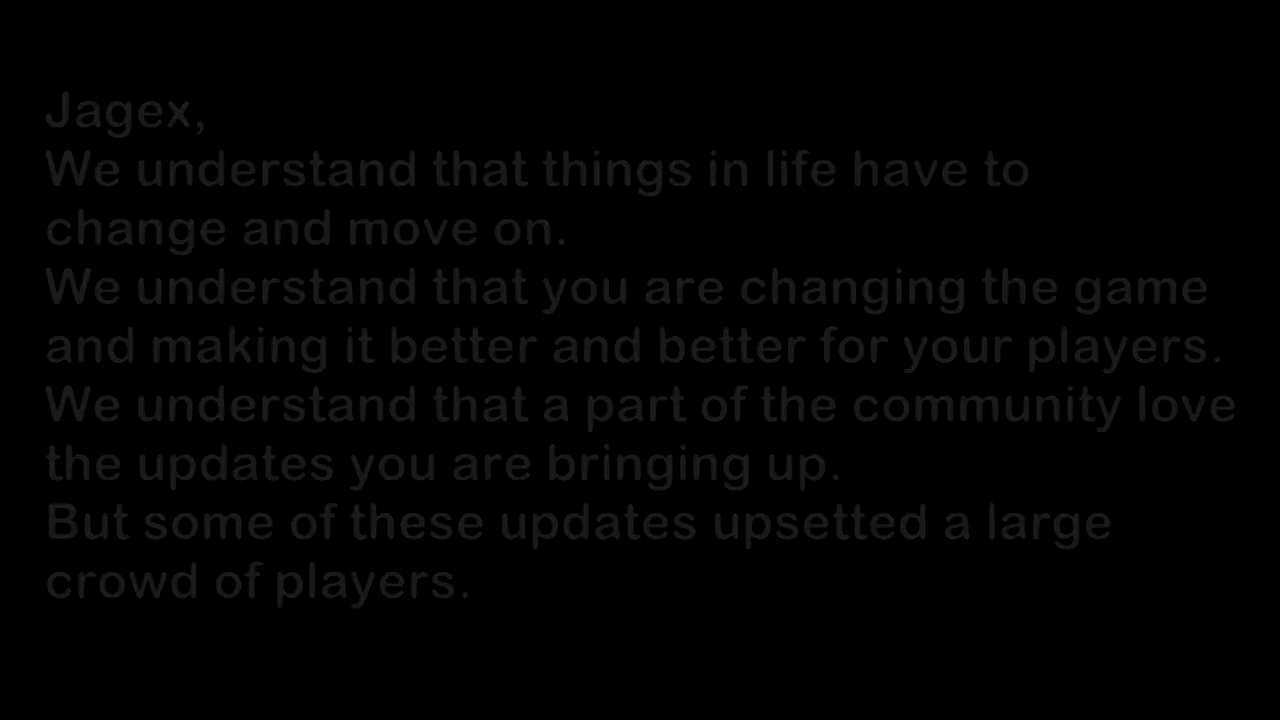 Jagex,
We understand that things in life have to
change and move on.
We understand that you are changing the game
and making it better and better for your players.
We understand that a part of the community love
the updates you are bringing up.
But some of these updates upsetted a large
crowd of players.